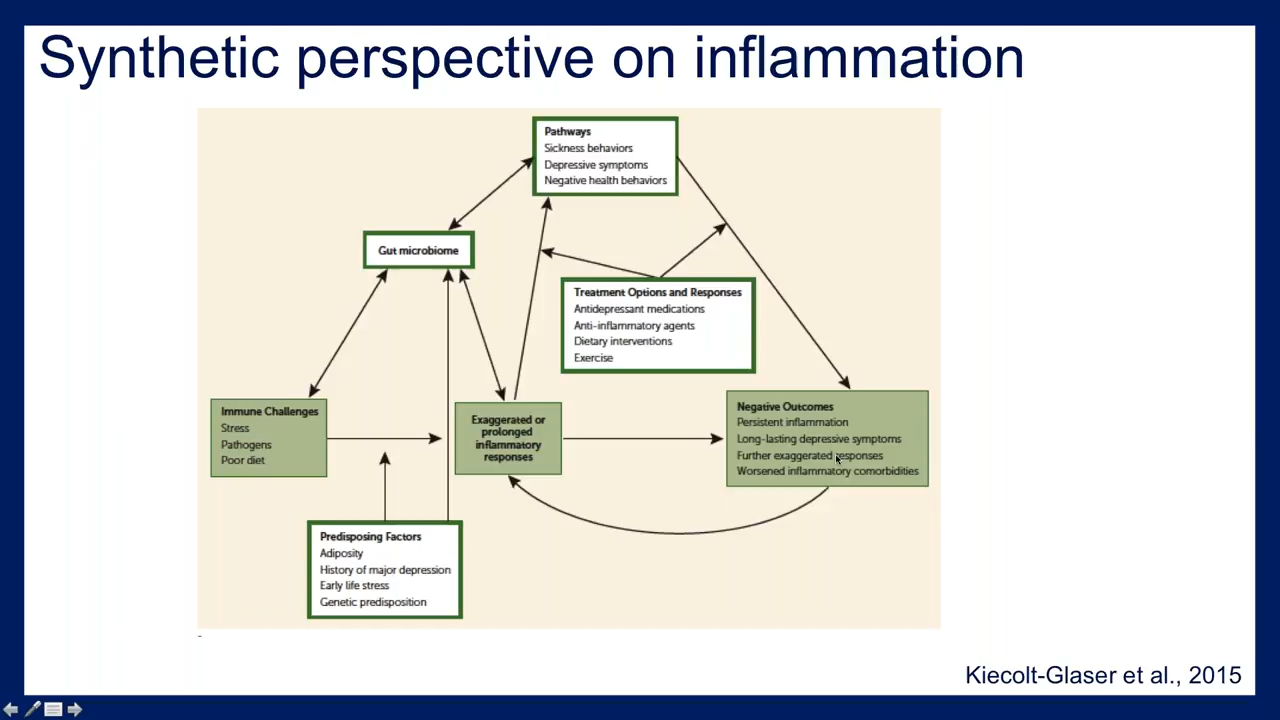 Synthetic perspective on inflammation
Pathways
Sickness behaviors
Depressive symptoms
Negative health behaviors
Gut microbiome
Treatment Options and Responses
Antidepressant medications
Anti-inflammatory agents
Dietary interventions
Exercise
Immune Challenges
Stress
Pathogens
Poor diet
Exaggerated or
prolonged
inflammatory
responses
Negative Outcomes
Persistent inflammation
Long-lasting depressive symptoms
Further exaggerated responses
Worsened inflammatory comorbidities
Predisposing Factors
Adiposity
History of major depression
Early life stress
Genetic predisposition
Kiecolt-Glaser et al., 2015